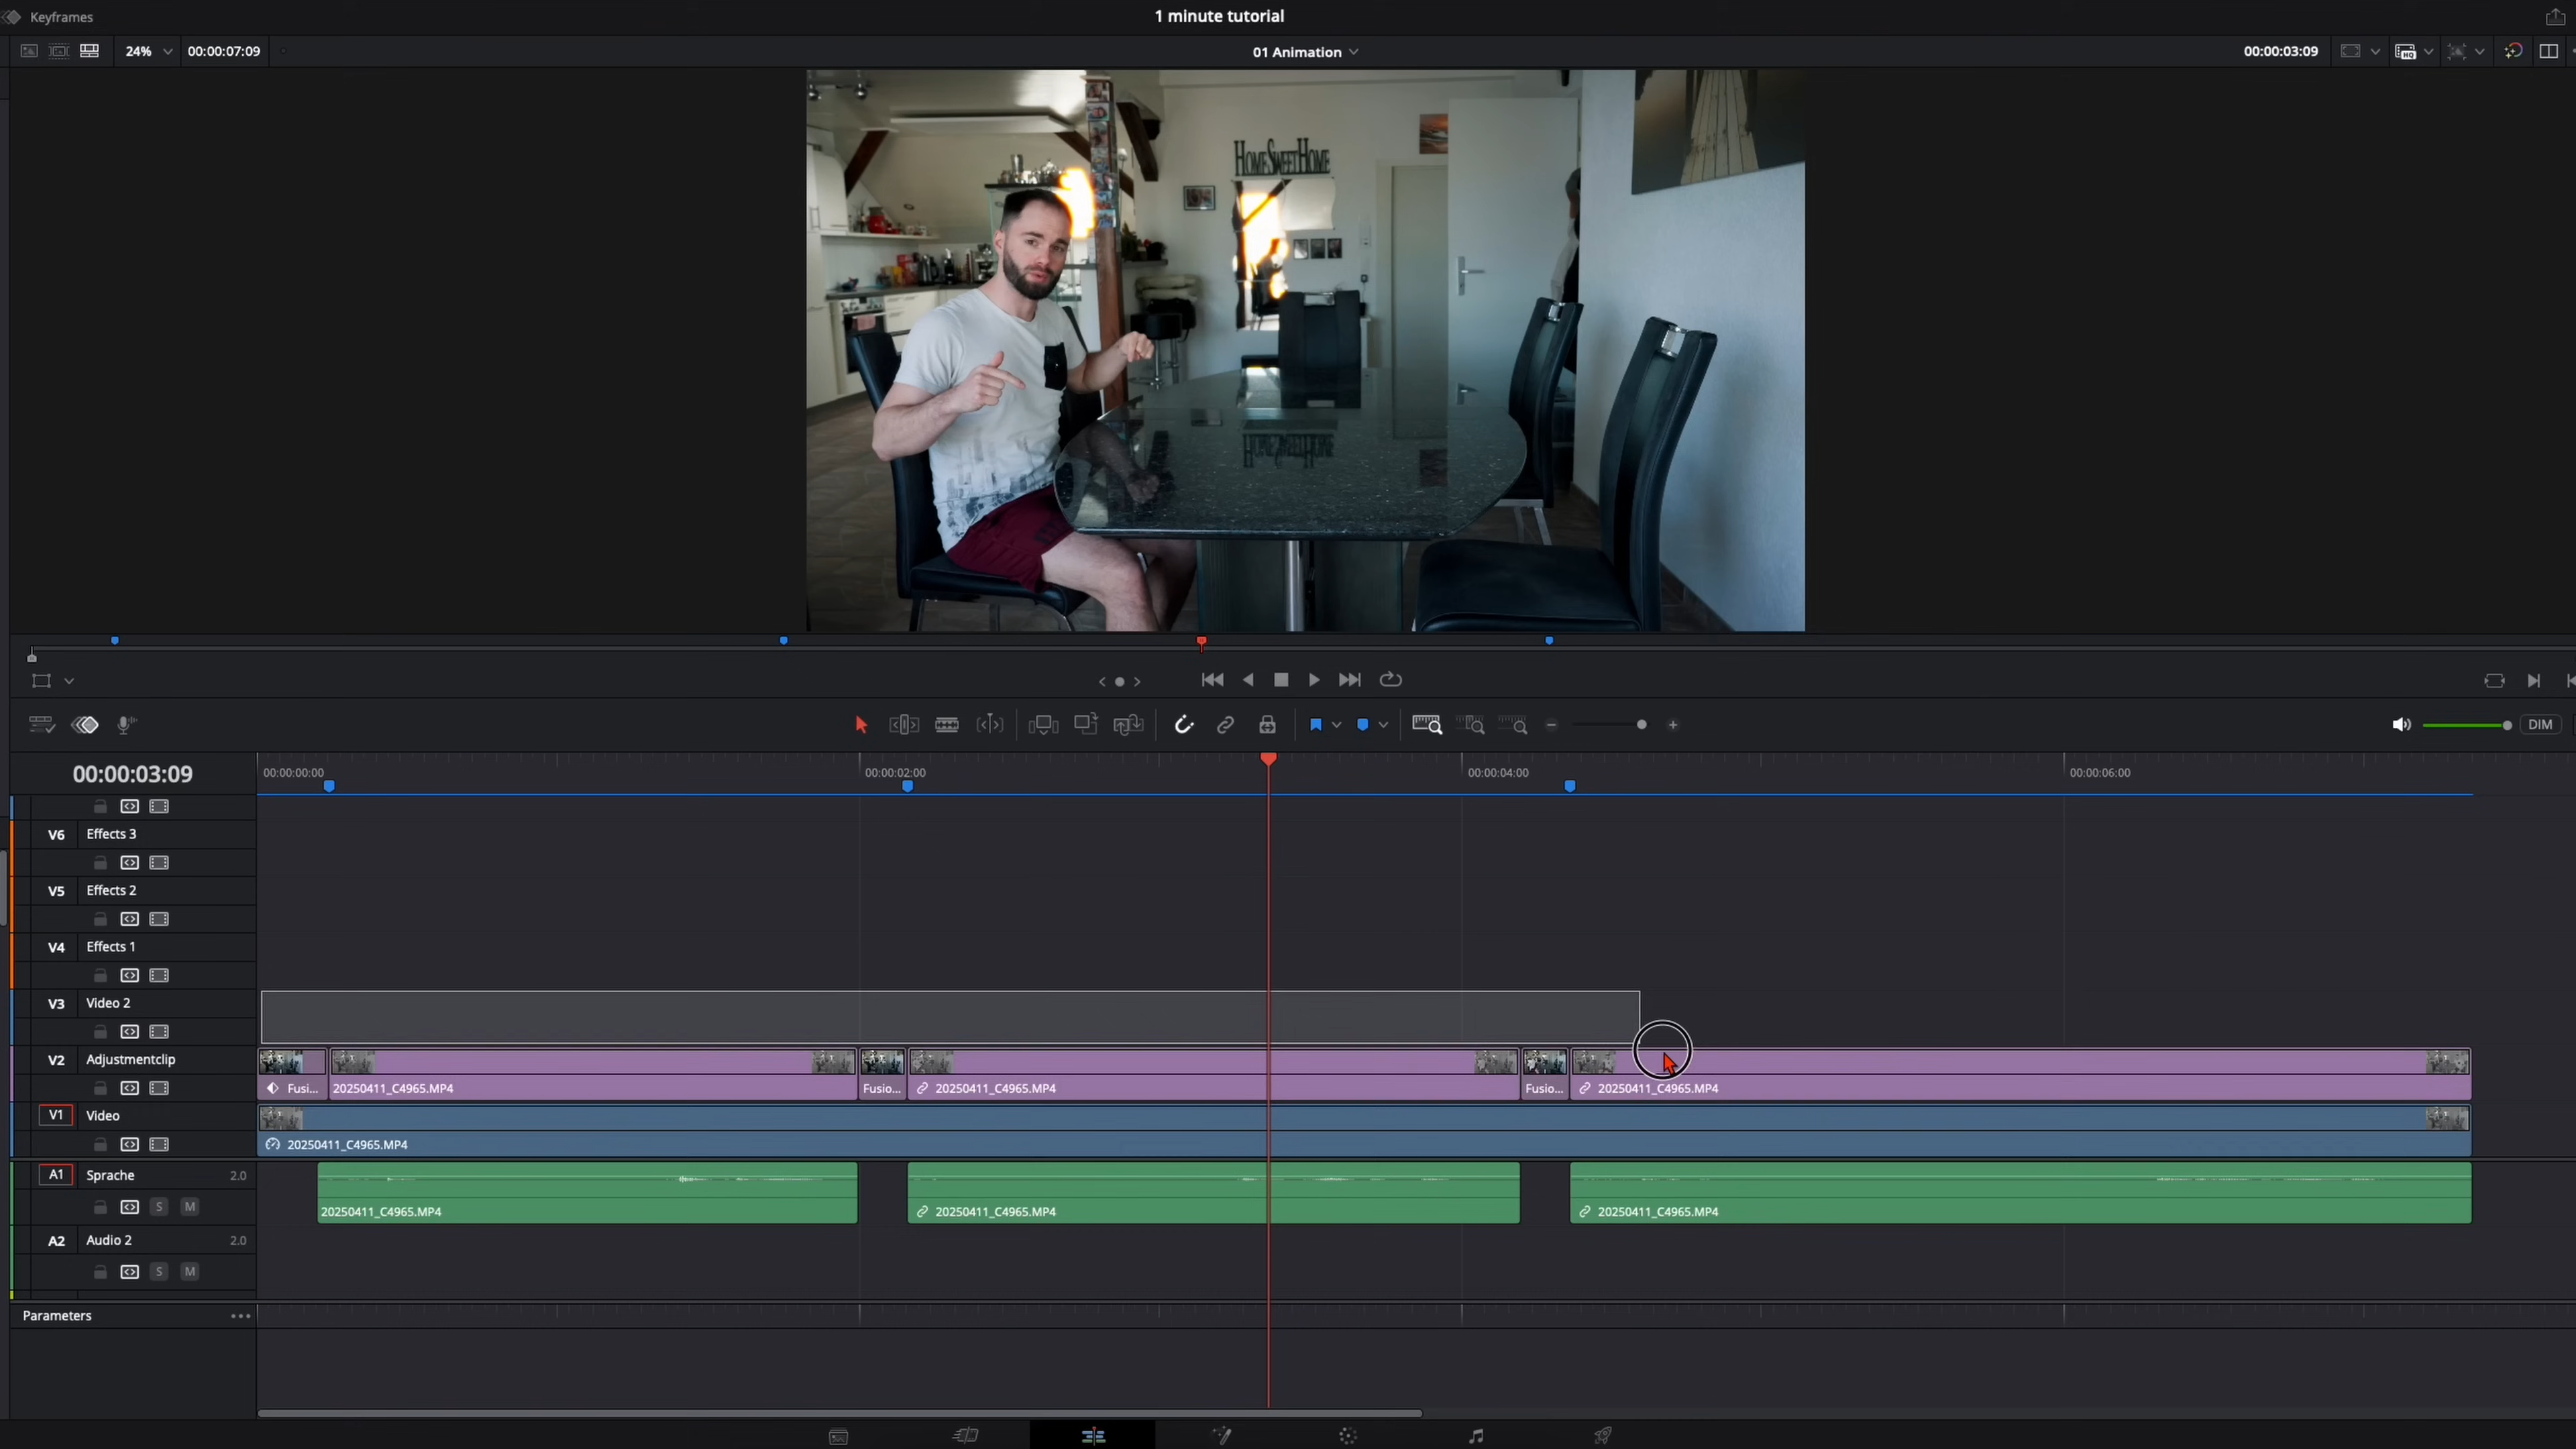 Keyframes
1 minute tutorial
24%
00:00:07:09
01 Animation
00:00:03:09
HomeSweetHome
DIM
00:00:03:09
00:00:00:00
00:00:02:00
00:00:04:00
00:00:06:00
V6 Effects 3
V5 Effects 2
V4 Effects 1
V3 Video 2
V2 Adjustmentclip
Fusi... 20250411_C4965.MP4 Fusio... 20250411_C4965.MP4 Fusio... 20250411_C4965.MP4
V1 Video
20250411_C4965.MP4
A1 Sprache 2.0
S M
20250411_C4965.MP4 20250411_C4965.MP4 20250411_C4965.MP4
A2 Audio 2 2.0
S M
Parameters